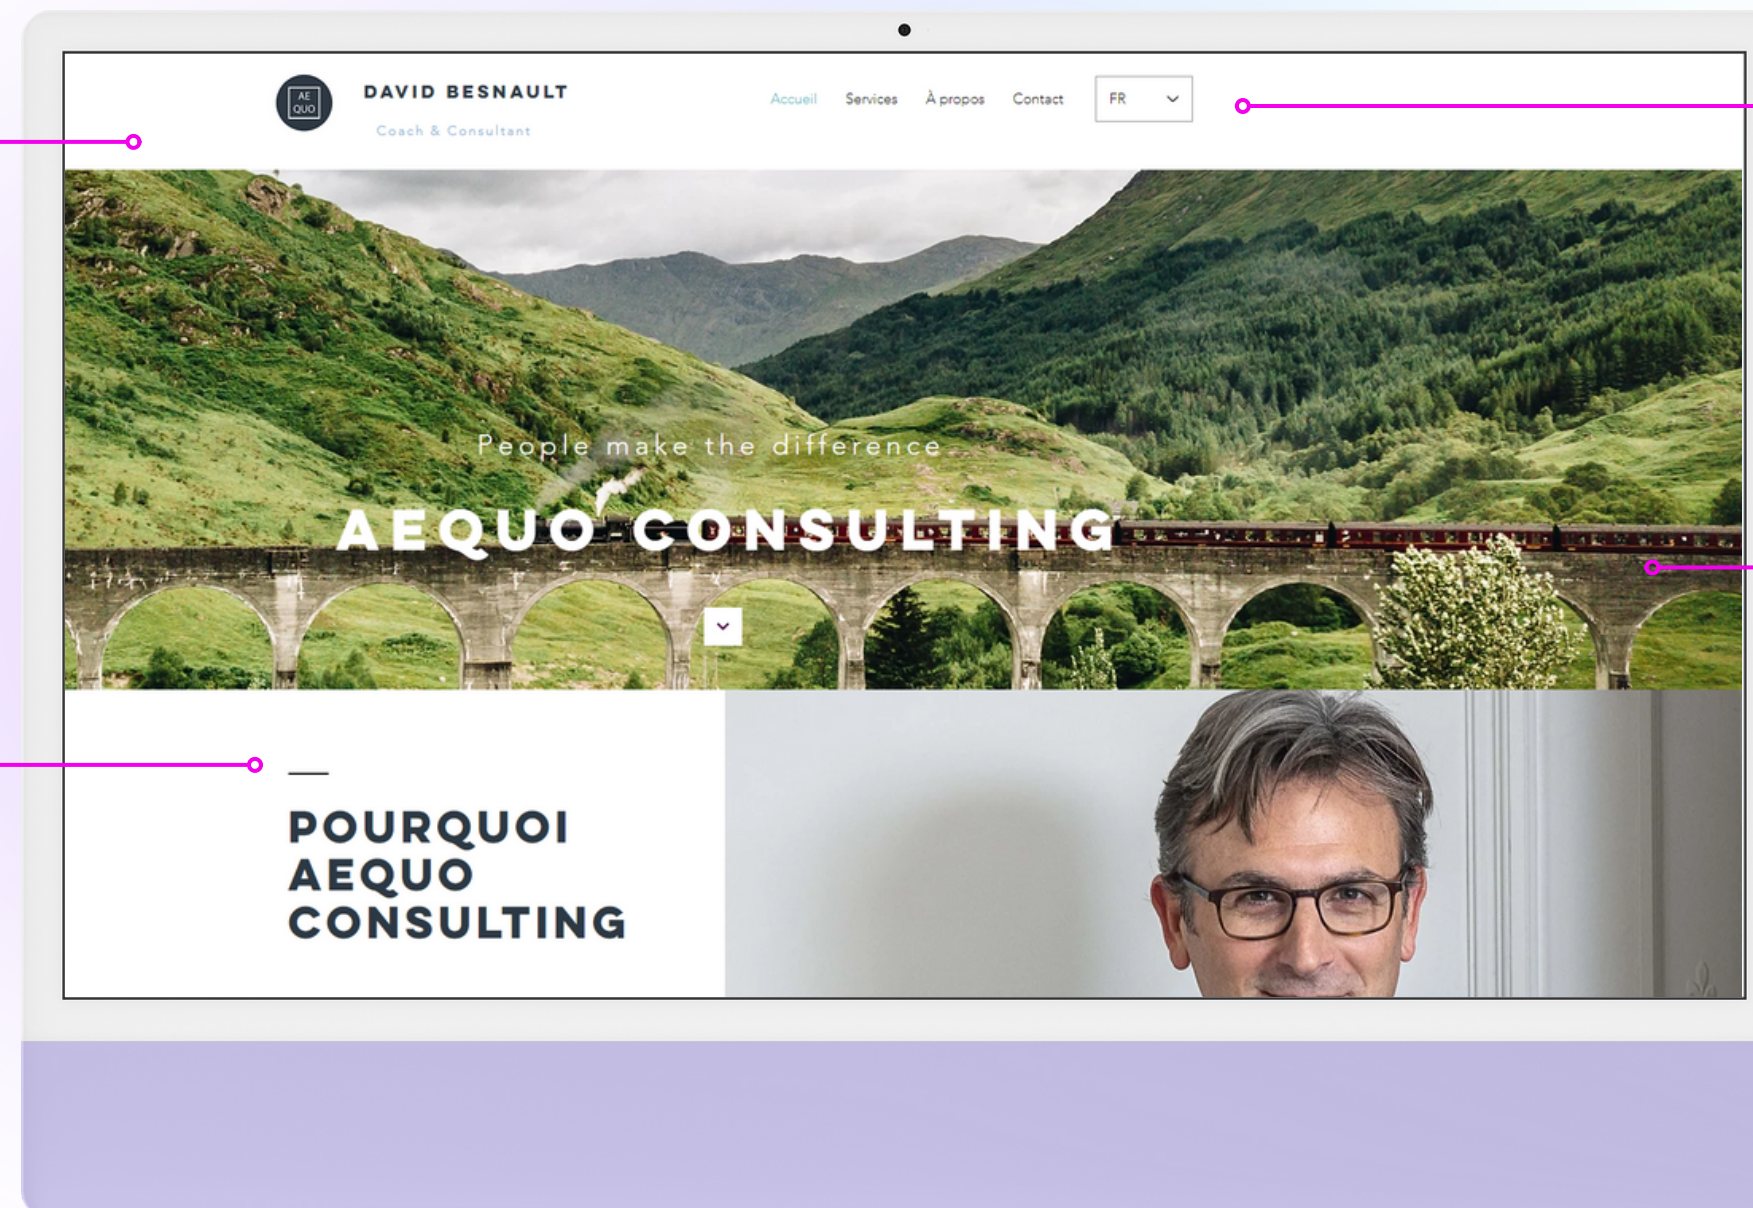 AE
QUO
DAVID BESNAULT
Coach & Consultant
Accueil Services À propos Contact FR
People make the difference
AEQUO CONSULTING
POURQUOI
AEQUO
CONSULTING